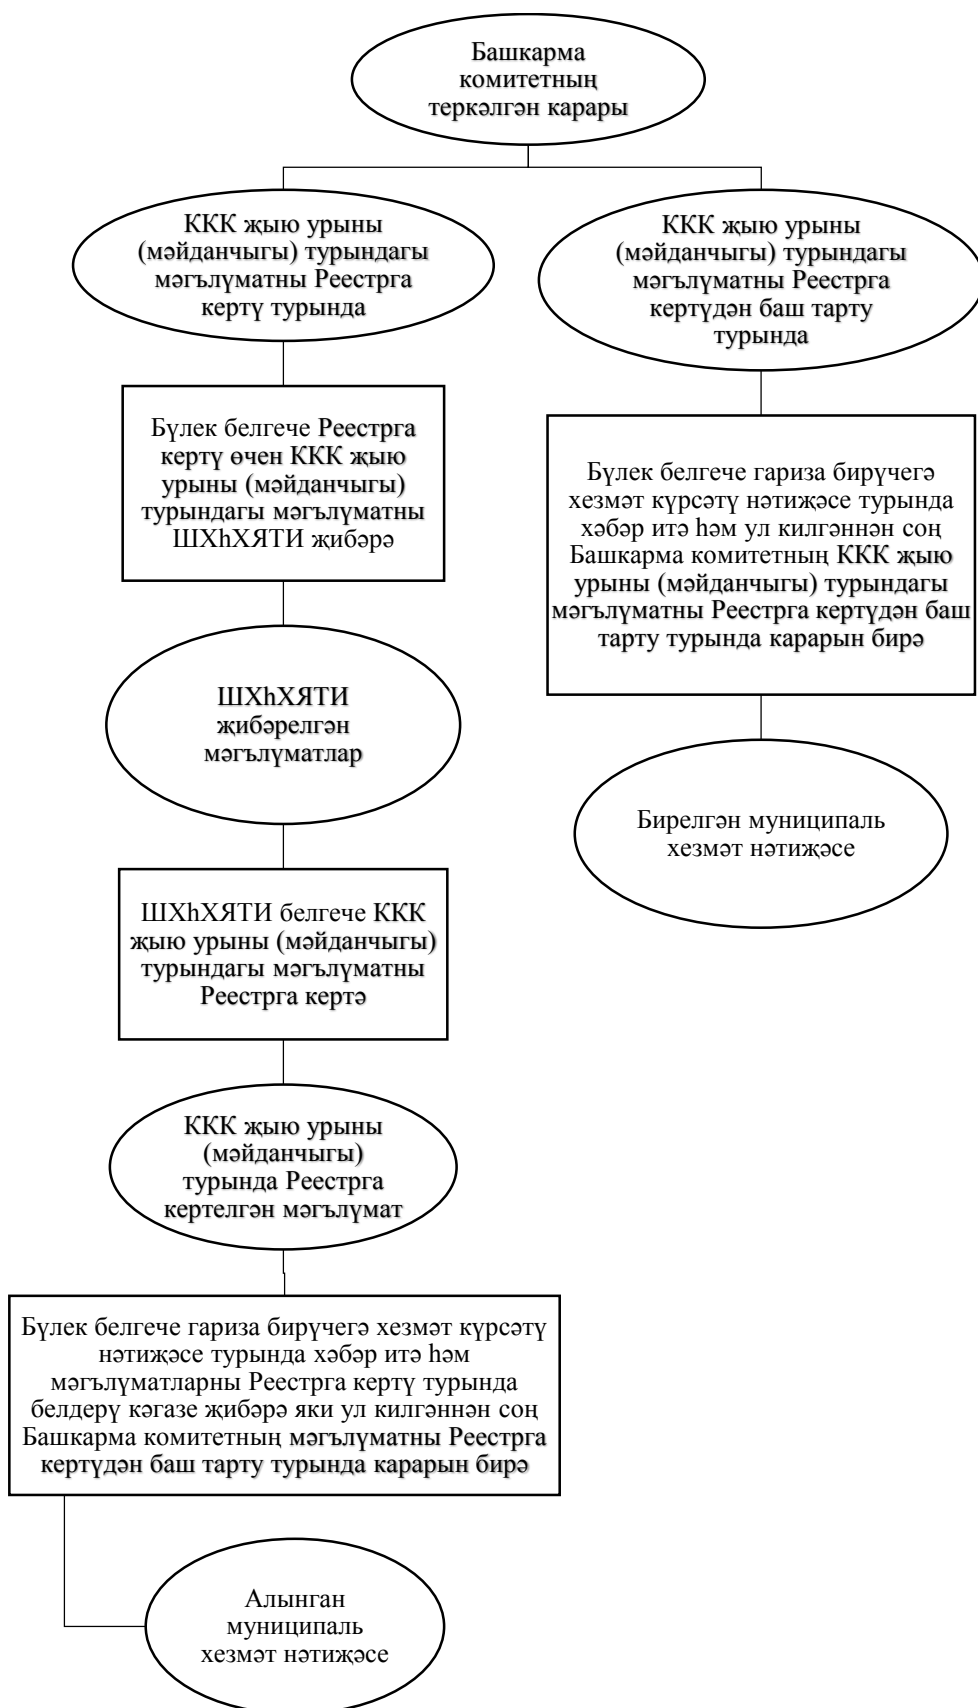 Башкарма
комитетның
теркәлгән карары
ККК җыю урыны
(мәйданчыгы) турындагы
мәгълүматны Реестрга
кертү турында
ККК җыю урыны
(мәйданчыгы) турындагы
мәгълүматны Реестрга
кертүдән баш тарту
турында
Бүлек белгече Реестрга
кертү өчен ККК җыю
урыны (мәйданчыгы)
турындагы мәгълүматны
ШХһХЯТИ җибәрә
Бүлек белгече гариза бирүчегә
хезмәт күрсәтү нәтиҗәсе турында
хәбәр итә һәм ул килгәннән соң
Башкарма комитетның ККК җыю
урыны (мәйданчыгы) турындагы
мәгълүматны Реестрга кертүдән баш
тарту турында карарын бирә
ШХһХЯТИ
җибәрелгән
мәгълүматлар
Бирелгән муниципаль
хезмәт нәтиҗәсе
ШХһХЯТИ белгече ККК
җыю урыны (мәйданчыгы)
турындагы мәгълүматны
Реестрга кертә
ККК җыю урыны
(мәйданчыгы)
турында Реестрга
кертелгән мәгълүмат
Бүлек белгече гариза бирүчегә хезмәт күрсәтү
нәтиҗәсе турында хәбәр итә һәм
мәгълүматларны Реестрга кертү турында
белдерү кәгазе җибәрә яки ул килгәннән соң
Башкарма комитетның мәгълүматны Реестрга
кертүдән баш тарту турында карарын бирә
Алынган
муниципаль
хезмәт нәтиҗәсе